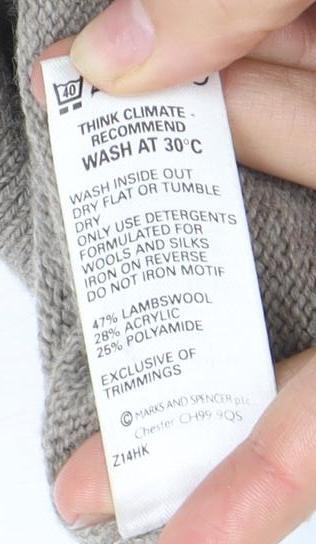 40
THINK CLIMATE -
RECOMMEND
WASH AT 30°C
WASH INSIDE OUT
DRY FLAT OR TUMBLE
DRY
ONLY USE DETERGENTS
FORMULATED FOR
WOOLS AND SILKS
IRON ON REVERSE
DO NOT IRON MOTIF
47% LAMBSWOOL
28% ACRYLIC
25% POLYAMIDE
EXCLUSIVE OF
TRIMMINGS
© MARKS AND SPENCER plc
Chester CH99 9QS
Z14HK